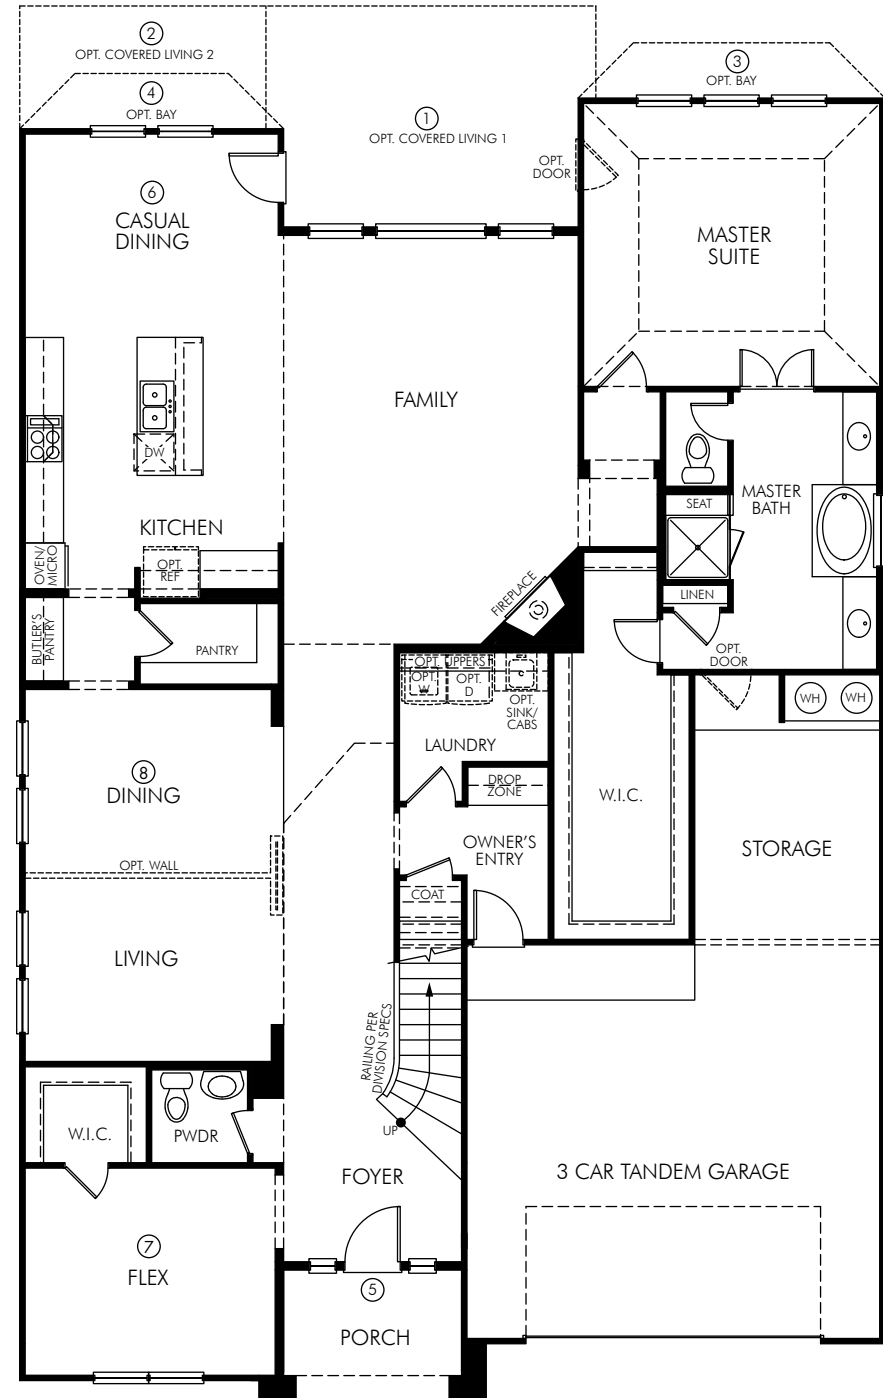 2
OPT. COVERED LIVING 2
3
OPT. BAY
4
OPT. BAY
1
OPT. COVERED LIVING 1
OPT.
DOOR
6
CASUAL
DINING
MASTER
SUITE
FAMILY
DW
KITCHEN
OVEN/
MICRO
OPT.
REF
SEAT
MASTER
BATH
FIREPLACE
LINEN
BUTLER'S
PANTRY
PANTRY
OPT.
DOOR
OPT. UPPERS
OPT.
W
OPT.
D
OPT.
SINK/
CABS
LAUNDRY
WH
WH
8
DINING
DROP
ZONE
W.I.C.
OWNER'S
ENTRY
STORAGE
OPT. WALL
COAT
LIVING
RAILING PER
DIVISION SPECS
UP
W.I.C.
PWDR
FOYER
3 CAR TANDEM GARAGE
7
FLEX
5
PORCH